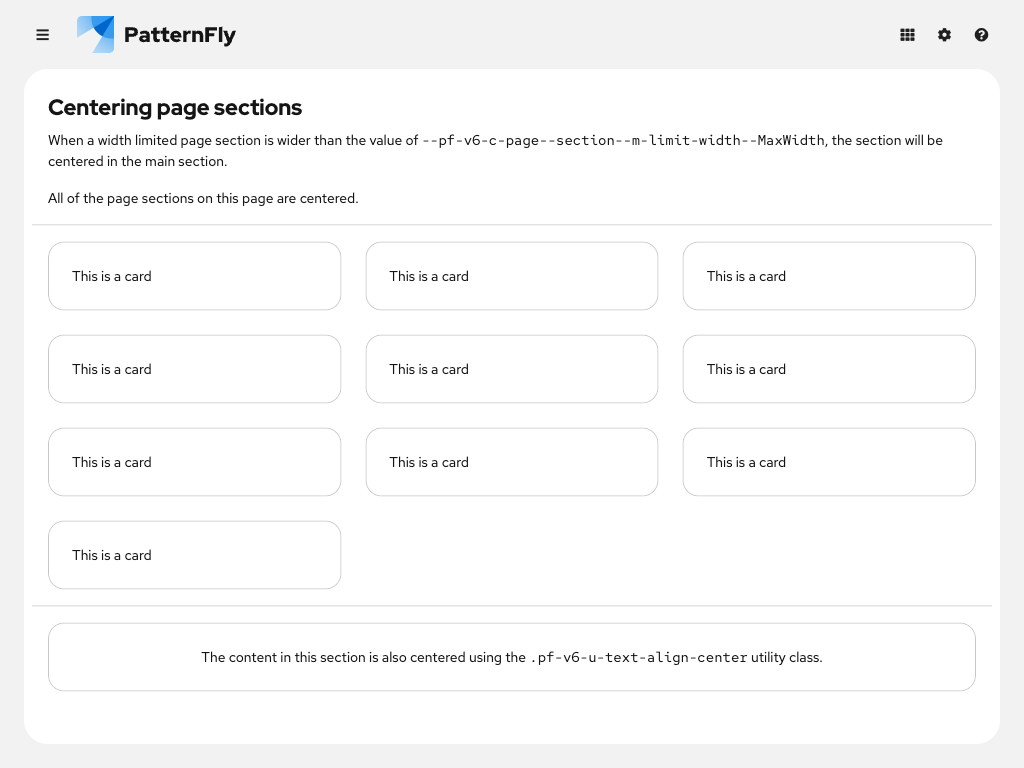 PatternFly
Centering page sections
When a width limited page section is wider than the value of --pf-v6-c-page--section--m-limit-width--MaxWidth, the section will be
centered in the main section.
All of the page sections on this page are centered.
This is a card
This is a card
This is a card
This is a card
This is a card
This is a card
This is a card
This is a card
This is a card
This is a card
The content in this section is also centered using the .pf-v6-u-text-align-center utility class.